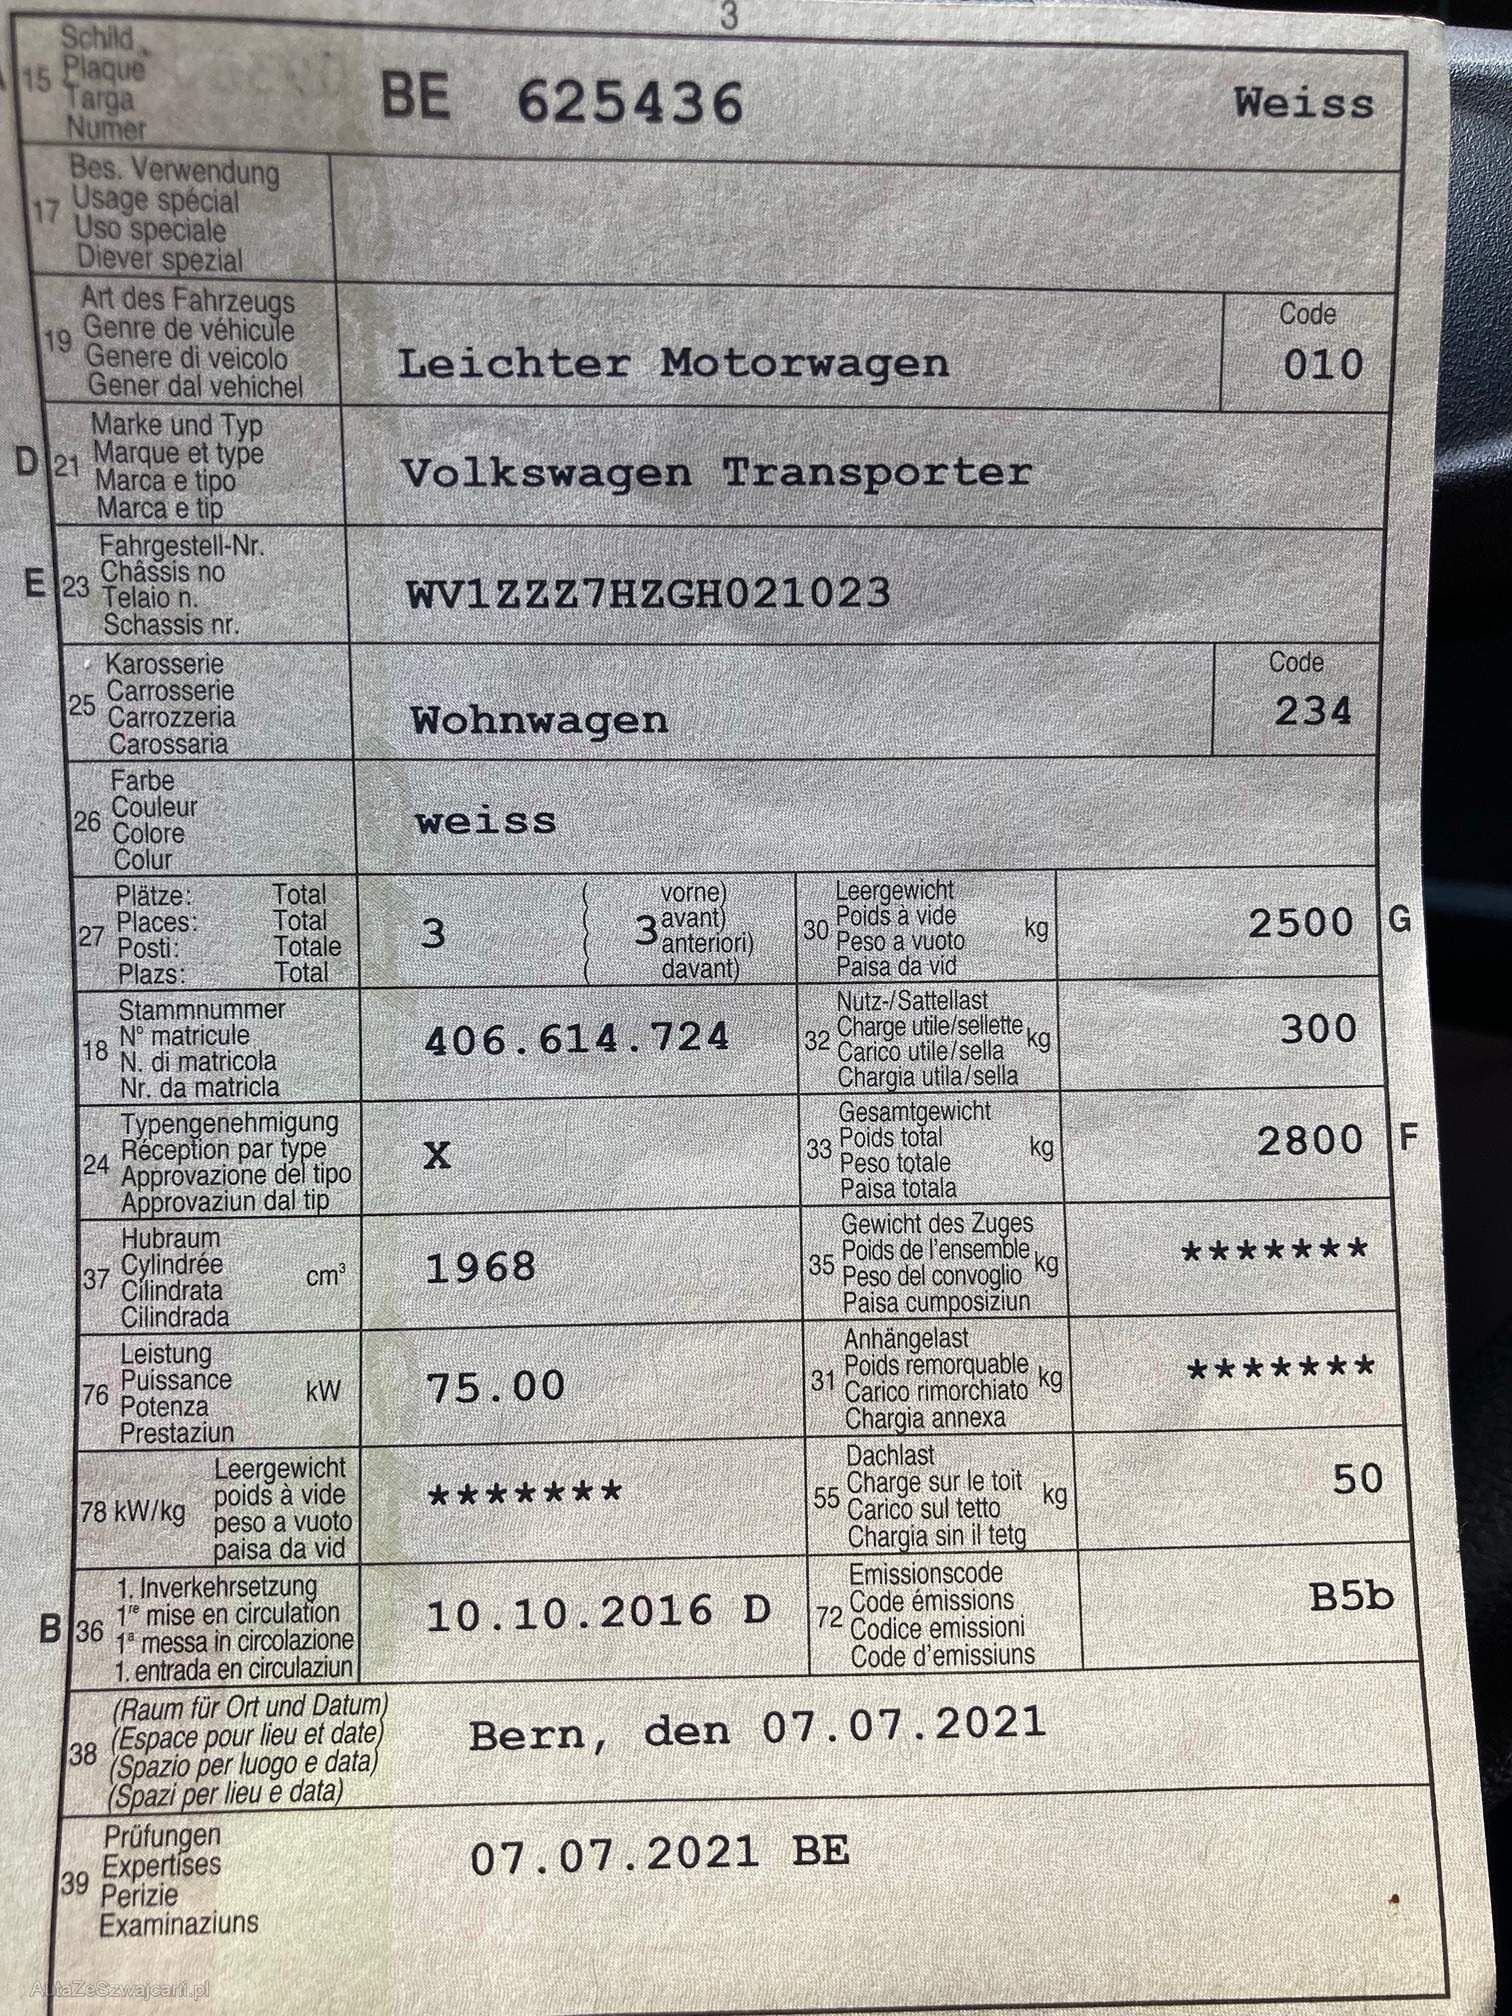 3
15 Schild Plaque Targa Numer BE 625436 Weiss
17 Bes. Verwendung
Usage spécial
Uso speciale
Diever spezial
Art des Fahrzeugs Code
19 Genre de véhicule
Genere di veicolo Leichter Motorwagen 010
Gener dal vehichel
Marke und Typ
D 21 Marque et type Volkswagen Transporter
Marca e tipo
Marca e tip
Fahrgestell-Nr.
E 23 Châssis no WV1ZZZ7HZGH021023
Telaio n.
Schassis nr.
Karosserie Code
25 Carrosserie
Carrozzeria Wohnwagen 234
Carossaria
Farbe
26 Couleur weiss
Colore
Colur
Plätze: Total ( vorne)
27 Places: Total 3 ( 3 avant)
Posti: Totale ( anteriori)
Plazs: Total ( davant)
Leergewicht
30 Poids à vide kg 2500 G
Peso a vuoto
Paisa da vid
Stammnummer
18 N° matricule 406.614.724
N. di matricola
Nr. da matricla
Nutz-/Sattellast
32 Charge utile/sellette kg 300
Carico utile/sella
Chargia utila/sella
Typengenehmigung
24 Réception par type X
Approvazione del tipo
Approvaziun dal tip
Gesamtgewicht
33 Poids total kg 2800 F
Peso totale
Paisa totala
Hubraum
37 Cylindrée cm³ 1968
Cilindrata
Cilindrada
Gewicht des Zuges
35 Poids de l'ensemble kg *******
Peso del convoglio
Paisa cumposiziun
Leistung
76 Puissance kW 75.00
Potenza
Prestaziun
Anhängelast
31 Poids remorquable kg *******
Carico rimorchiato
Chargia annexa
Leergewicht
78 kW/kg poids à vide *******
peso a vuoto
paisa da vid
Dachlast
55 Charge sur le toit kg 50
Carico sul tetto
Chargia sin il tetg
1. Inverkehrsetzung
B 36 1re mise en circulation 10.10.2016 D
1a messa in circolazione
1. entrada en circulaziun
Emissionscode
72 Code émissions B5b
Codice emissioni
Code d'emissiuns
(Raum für Ort und Datum)
38 (Espace pour lieu et date) Bern, den 07.07.2021
(Spazio per luogo e data)
(Spazi per lieu e data)
Prüfungen
39 Expertises 07.07.2021 BE
Perizie
Examinaziuns
AutaZeSzwajcarii.pl